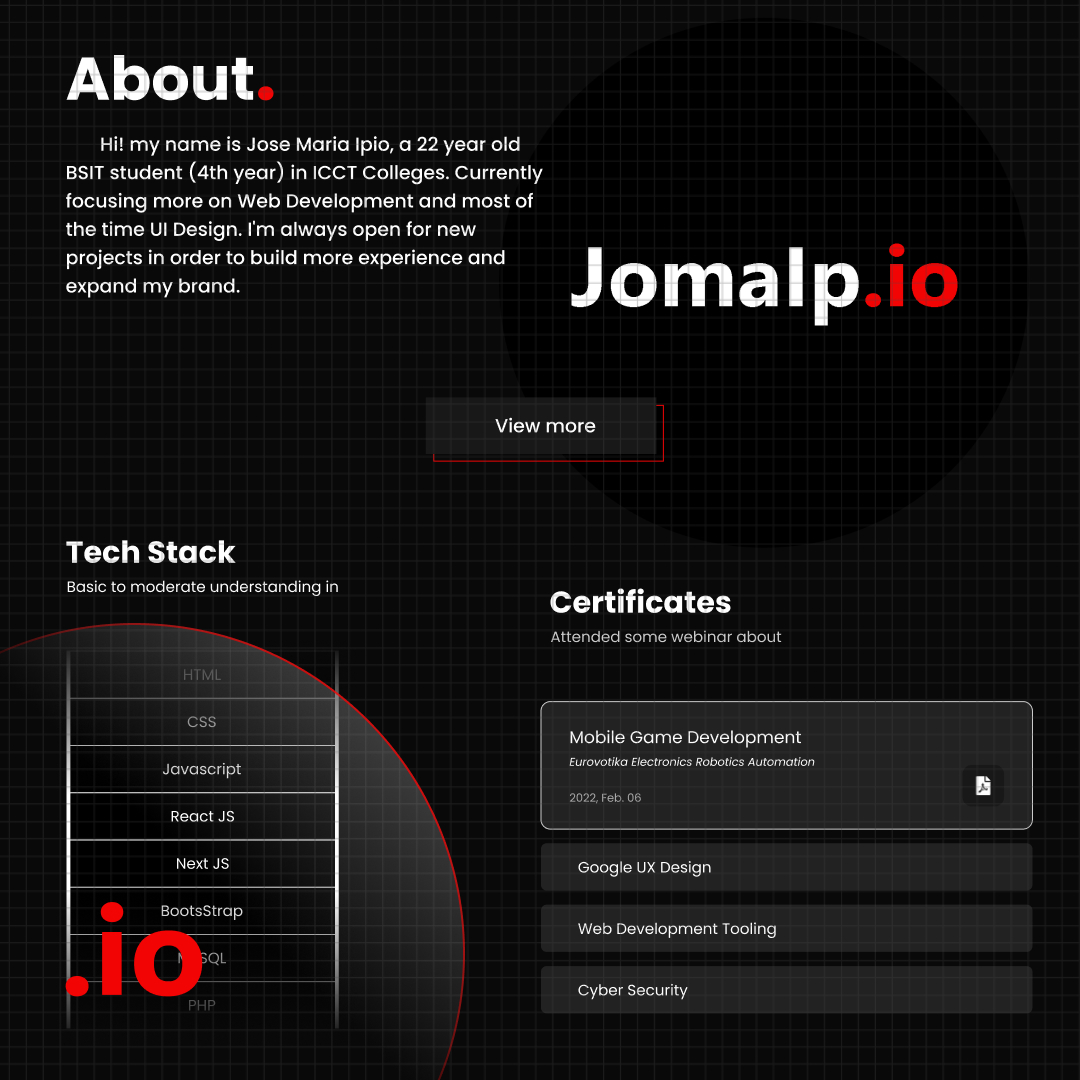 About.
Hi! my name is Jose Maria Ipio, a 22 year old
BSIT student (4th year) in ICCT Colleges. Currently
focusing more on Web Development and most of
the time UI Design. I'm always open for new
projects in order to build more experience and
expand my brand.
JomaIp.io
View more
Tech Stack
Basic to moderate understanding in
HTML
CSS
Javascript
React JS
Next JS
BootsStrap
PHP
.io
Certificates
Attended some webinar about
Mobile Game Development
Eurovotika Electronics Robotics Automation
2022, Feb. 06
Google UX Design
Web Development Tooling
Cyber Security